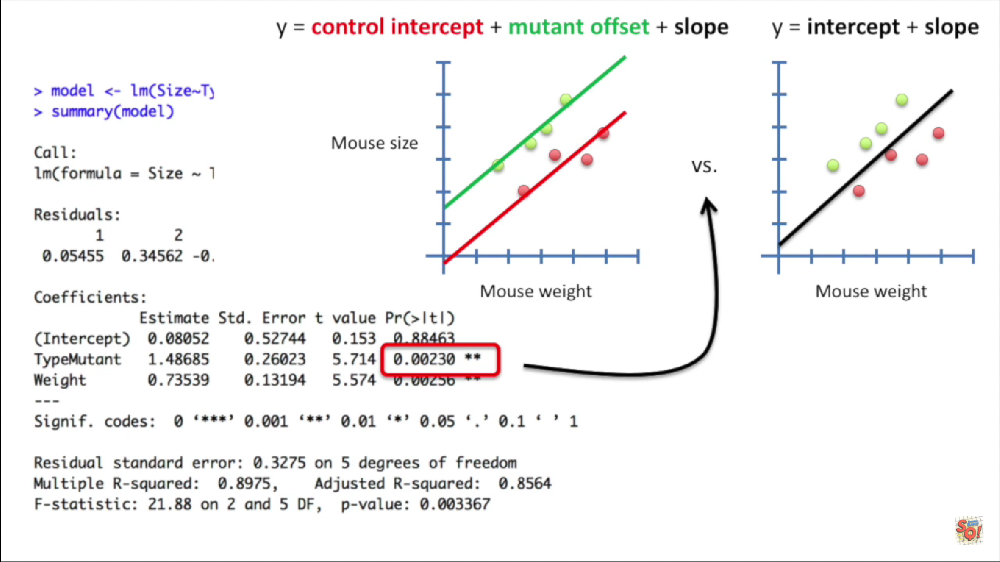 y = control intercept + mutant offset + slope
y = intercept + slope
> model <- lm(Size~Ty
> summary(model)
Call:
lm(formula = Size ~ T
Residuals:
1 2
0.05455 0.34562 -0.
Mouse size
vs.
Mouse weight
Mouse weight
Coefficients:
Estimate Std. Error t value Pr(>|t|)
(Intercept) 0.08052 0.52744 0.153 0.88463
TypeMutant 1.48685 0.26023 5.714 0.00230 **
Weight 0.73539 0.13194 5.574 0.00256 **
---
Signif. codes: 0 ‘***’ 0.001 ‘**’ 0.01 ‘*’ 0.05 ‘.’ 0.1 ‘ ’ 1
Residual standard error: 0.3275 on 5 degrees of freedom
Multiple R-squared: 0.8975, Adjusted R-squared: 0.8564
F-statistic: 21.88 on 2 and 5 DF, p-value: 0.003367
SQ!